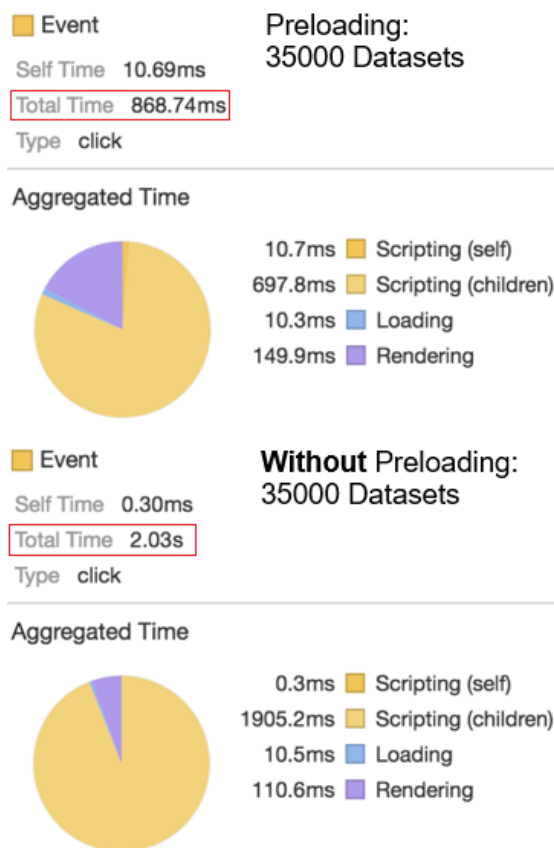 Event
Preloading:
35000 Datasets
Self Time 10.69ms
Total Time 868.74ms
Type click
Aggregated Time
10.7ms Scripting (self)
697.8ms Scripting (children)
10.3ms Loading
149.9ms Rendering
Event
Without Preloading:
35000 Datasets
Self Time 0.30ms
Total Time 2.03s
Type click
Aggregated Time
0.3ms Scripting (self)
1905.2ms Scripting (children)
10.5ms Loading
110.6ms Rendering